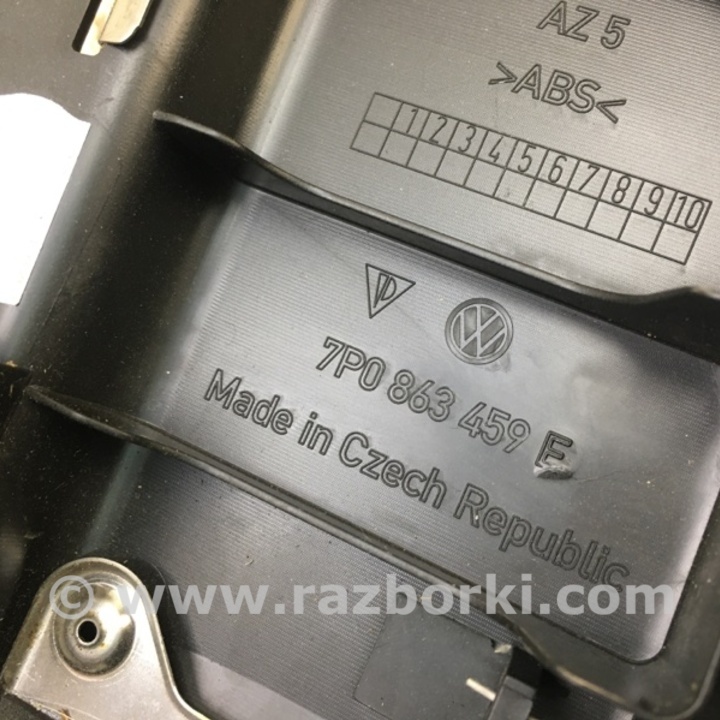 AZ 5
>ABS<
1 2 3 4 5 6 7 8 9 10
7P0 863 459 E
Made in Czech Republic
© www.razborki.com